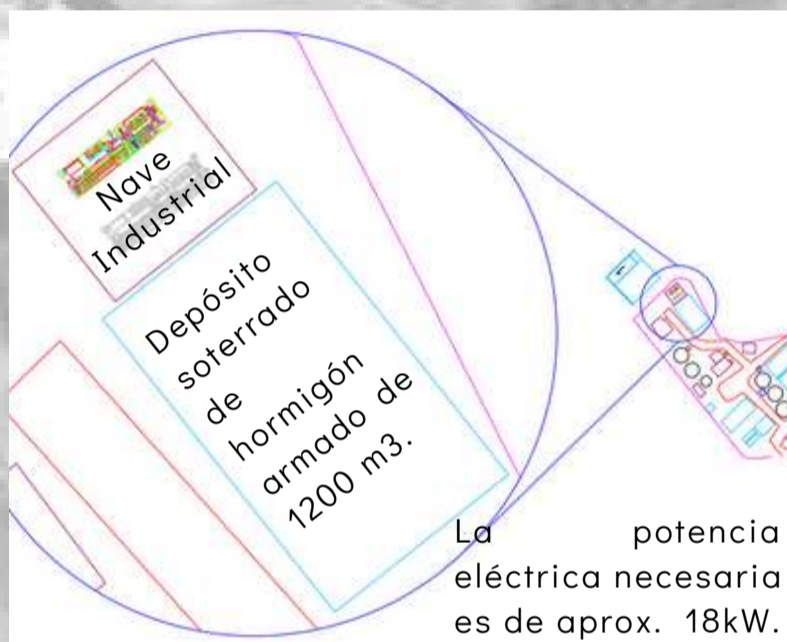 Nave
Industrial
Depósito
soterrado
de
hormigón
armado de
1200 m3.
La potencia
eléctrica necesaria
es de aprox. 18kW.